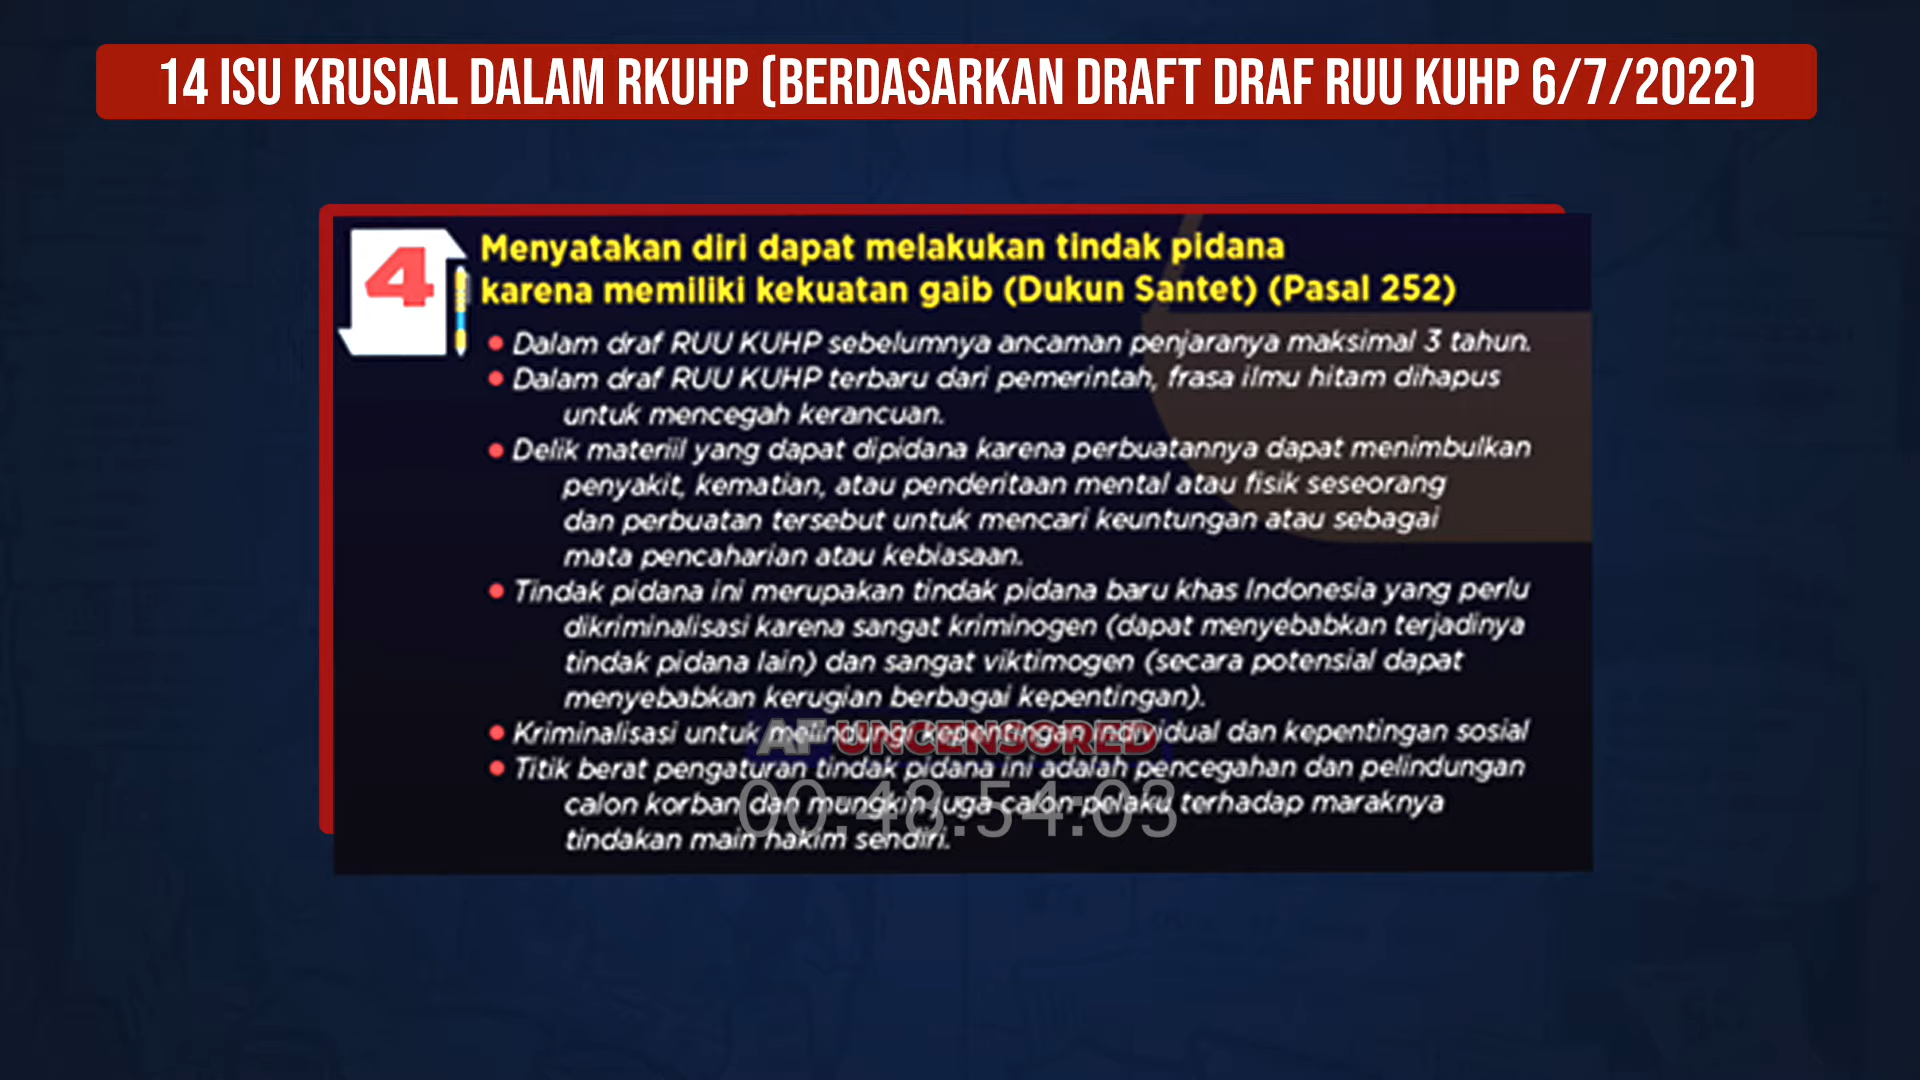 14 ISU KRUSIAL DALAM RKUHP (BERDASARKAN DRAFT DRAF RUU KUHP 6/7/2022)
4
Menyatakan diri dapat melakukan tindak pidana
karena memiliki kekuatan gaib (Dukun Santet) (Pasal 252)
• Dalam draf RUU KUHP sebelumnya ancaman penjaranya maksimal 3 tahun.
• Dalam draf RUU KUHP terbaru dari pemerintah, frasa ilmu hitam dihapus
untuk mencegah kerancuan.
• Delik materiil yang dapat dipidana karena perbuatannya dapat menimbulkan
penyakit, kematian, atau penderitaan mental atau fisik seseorang
dan perbuatan tersebut untuk mencari keuntungan atau sebagai
mata pencaharian atau kebiasaan.
• Tindak pidana ini merupakan tindak pidana baru khas Indonesia yang perlu
dikriminalisasi karena sangat kriminogen (dapat menyebabkan terjadinya
tindak pidana lain) dan sangat viktimogen (secara potensial dapat
menyebabkan kerugian berbagai kepentingan).
• Kriminalisasi untuk melindungi kepentingan individual dan kepentingan sosial
AF UNCENSORED
• Titik berat pengaturan tindak pidana ini adalah pencegahan dan pelindungan
calon korban dan mungkin juga calon pelaku terhadap maraknya
00:48:54:03
tindakan main hakim sendiri.